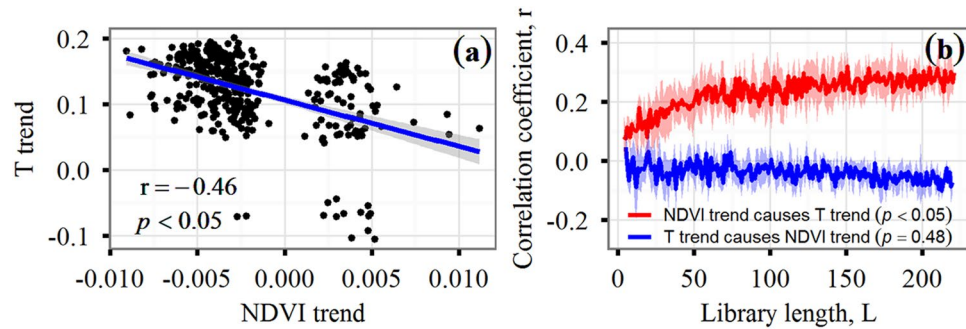 (a)
T trend
0.2
0.1
0.0
-0.1
r = −0.46
p < 0.05
-0.010
-0.005
0.000
0.005
0.010
NDVI trend
(b)
Correlation coefficient, r
0.4
0.2
0.0
-0.2
NDVI trend causes T trend (p < 0.05)
T trend causes NDVI trend (p = 0.48)
0
50
100
150
200
Library length, L